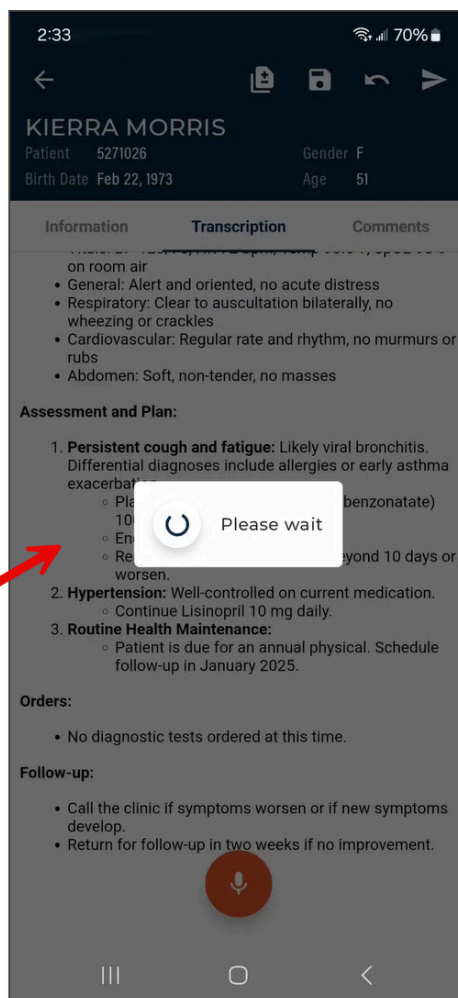 2:33
70%
KIERRA MORRIS
Patient 5271026 Gender F
Birth Date Feb 22, 1973 Age 51
Information Transcription Comments
on room air
• General: Alert and oriented, no acute distress
• Respiratory: Clear to auscultation bilaterally, no
wheezing or crackles
• Cardiovascular: Regular rate and rhythm, no murmurs or
rubs
• Abdomen: Soft, non-tender, no masses
Assessment and Plan:
1. Persistent cough and fatigue: Likely viral bronchitis.
Differential diagnoses include allergies or early asthma
benzonatate)
Please wait
beyond 10 days or
worsen.
2. Hypertension: Well-controlled on current medication.
◦ Continue Lisinopril 10 mg daily.
3. Routine Health Maintenance:
◦ Patient is due for an annual physical. Schedule
follow-up in January 2025.
Orders:
• No diagnostic tests ordered at this time.
Follow-up:
• Call the clinic if symptoms worsen or if new symptoms
develop.
• Return for follow-up in two weeks if no improvement.